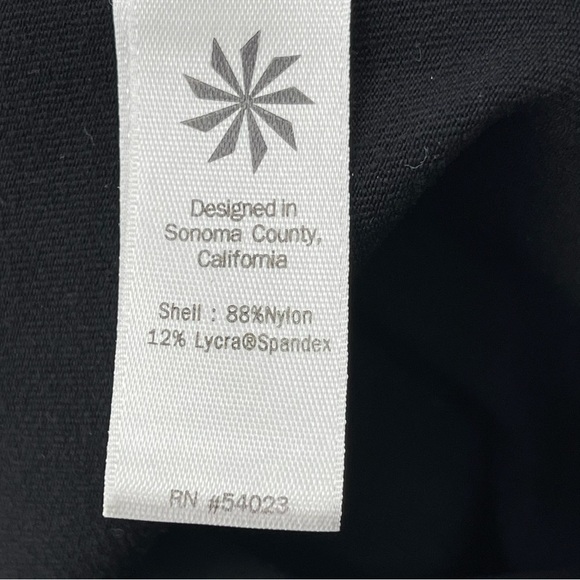 Designed in
Sonoma County,
California
Shell : 88%Nylon
12% Lycra®Spandex
RN #54023